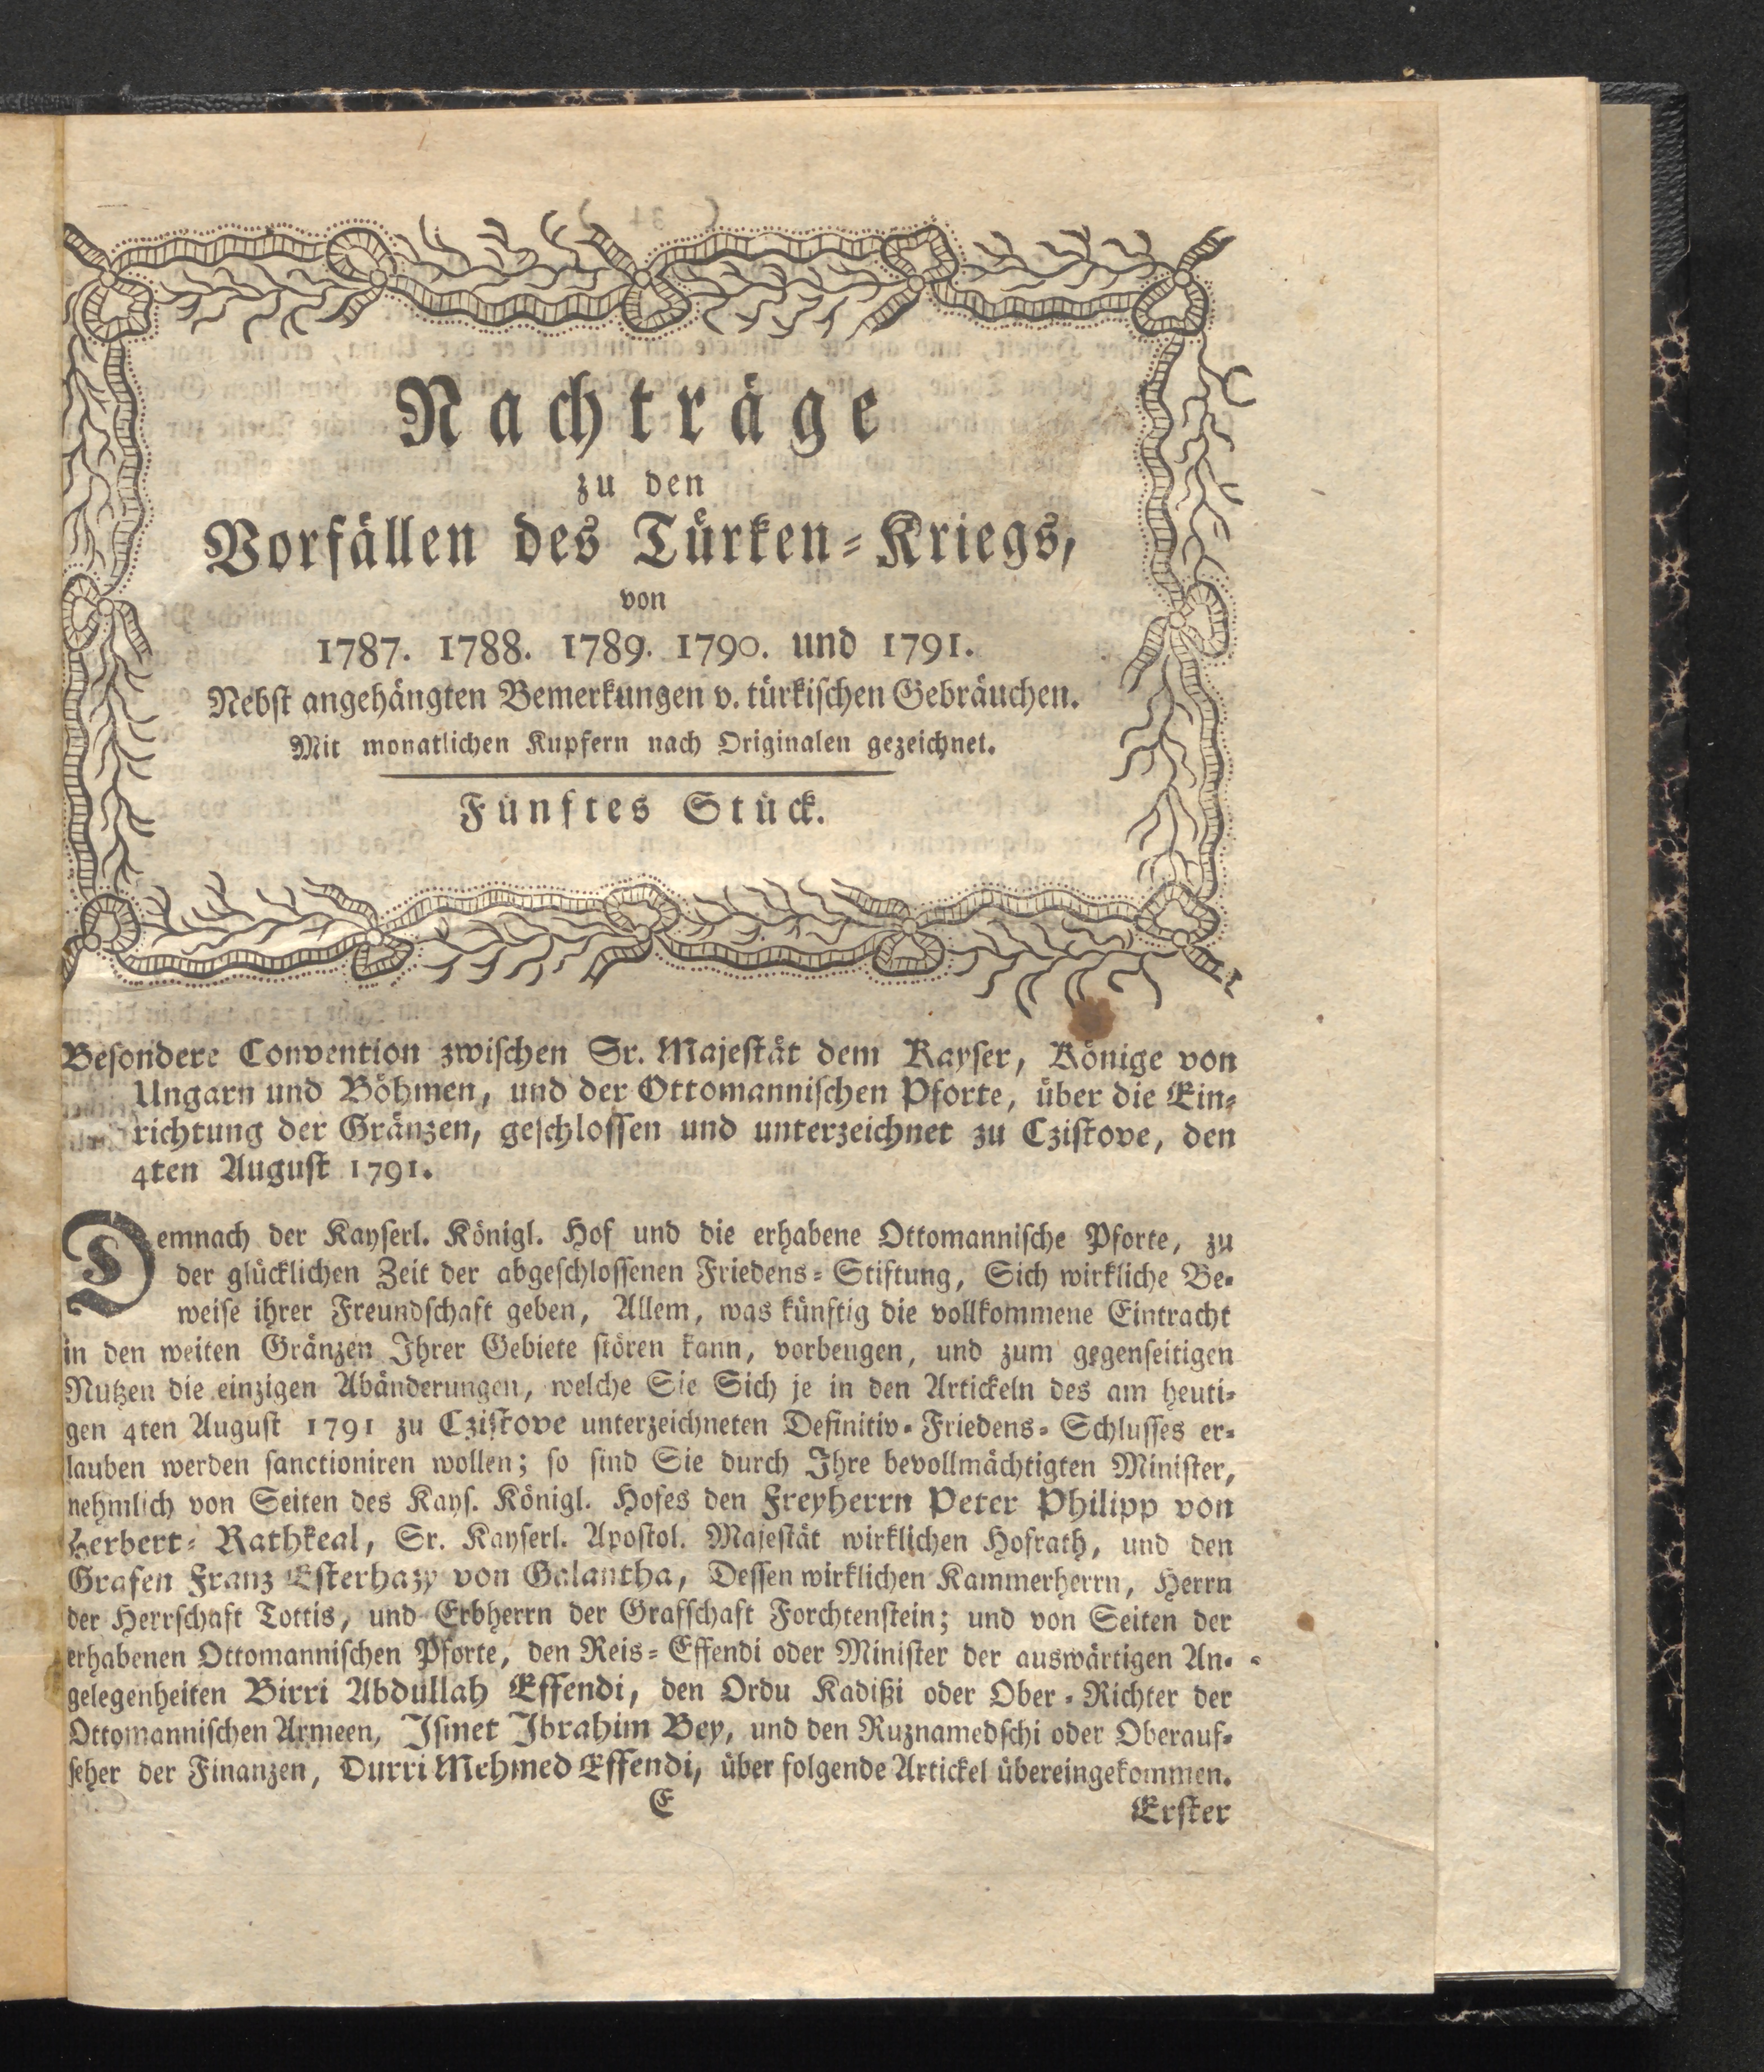 Nachträge
zu den
Vorfällen des Türken-Kriegs,
von
1787. 1788. 1789. 1790. und 1791.
Nebst angehängten Bemerkungen v. türkischen Gebräuchen.
Mit monatlichen Kupfern nach Originalen gezeichnet.
Fünftes Stück.
Besondere Convention zwischen Sr. Majestät dem Kayser, Könige von
Ungarn und Böhmen, und der Ottomannischen Pforte, über die Ein-
richtung der Gränzen, geschlossen und unterzeichnet zu Czistove, den
4ten August 1791.
Demnach der Kayserl. Königl. Hof und die erhabene Ottomannische Pforte, zu
der glücklichen Zeit der abgeschlossenen Friedens-Stiftung, Sich wirkliche Be-
weise ihrer Freundschaft geben, Allem, was künftig die vollkommene Eintracht
in den weiten Gränzen Ihrer Gebiete stören kann, vorbeugen, und zum gegenseitigen
Nutzen die einzigen Abänderungen, welche Sie Sich je in den Artickeln des am heuti-
gen 4ten August 1791 zu Czistove unterzeichneten Definitiv-Friedens-Schlusses er-
lauben werden sanctioniren wollen; so sind Sie durch Ihre bevollmächtigten Minister,
nehmlich von Seiten des Kays. Königl. Hofes den Freyherrn Peter Philipp von
Herbert-Rathkeal, Sr. Kayserl. Apostol. Majestät wirklichen Hofrath, und den
Grafen Franz Esterhazy von Galantha, Dessen wirklichen Kammerherrn, Herrn
der Herrschaft Tottis, und Erbherrn der Grafschaft Forchtenstein; und von Seiten der
erhabenen Ottomannischen Pforte, den Reis-Effendi oder Minister der auswärtigen An-
gelegenheiten Birri Abdullah Effendi, den Ordu Kadißi oder Ober-Richter der
Ottomannischen Armeen, Ismet Ibrahim Bey, und den Ruznamedschi oder Oberauf-
seher der Finanzen, Durri Mehmed Effendi, über folgende Artickel übereingekommen.
E
Erster